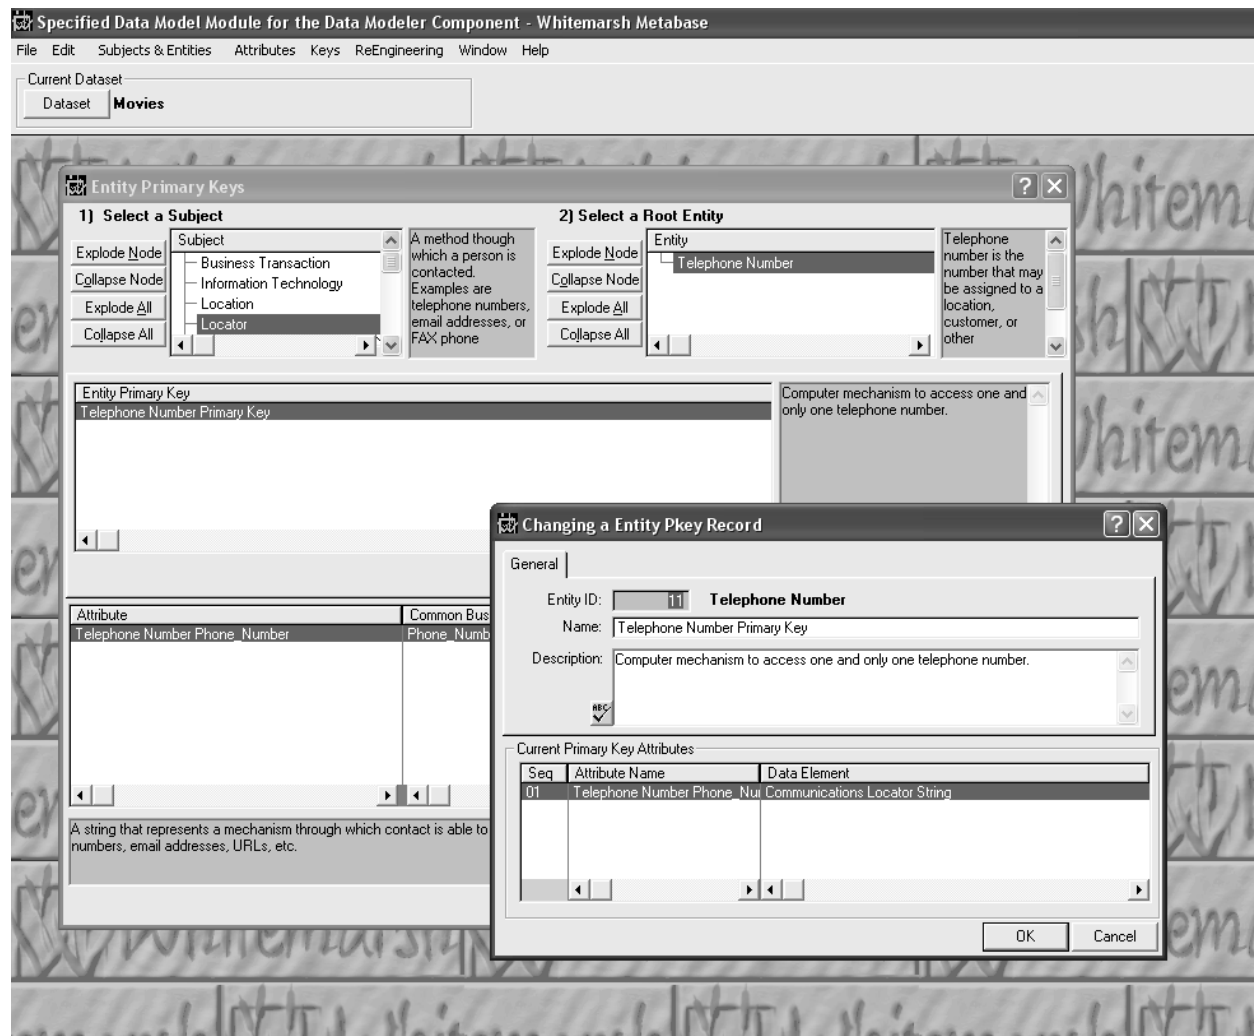 Specified Data Model Module for the Data Modeler Component - Whitemarsh Metabase
File Edit Subjects & Entities Attributes Keys ReEngineering Window Help
Current Dataset
Dataset Movies
Entity Primary Keys
1) Select a Subject
Explode Node
Collapse Node
Explode All
Collapse All
Subject
Business Transaction
Information Technology
Location
Locator
A method though
which a person is
contacted.
Examples are
telephone numbers,
email addresses, or
FAX phone
2) Select a Root Entity
Explode Node
Collapse Node
Explode All
Collapse All
Entity
Telephone Number
Telephone
number is the
number that may
be assigned to a
location,
customer, or
other
Entity Primary Key
Telephone Number Primary Key
Computer mechanism to access one and
only one telephone number.
Attribute Common Bus
Telephone Number Phone_Number Phone_Numb
A string that represents a mechanism through which contact is able to
numbers, email addresses, URLs, etc.
Changing a Entity Pkey Record
General
Entity ID: 11 Telephone Number
Name: Telephone Number Primary Key
Description: Computer mechanism to access one and only one telephone number.
ABC
Current Primary Key Attributes
Seq Attribute Name Data Element
01 Telephone Number Phone_Nu Communications Locator String
OK Cancel
Whitemarsh